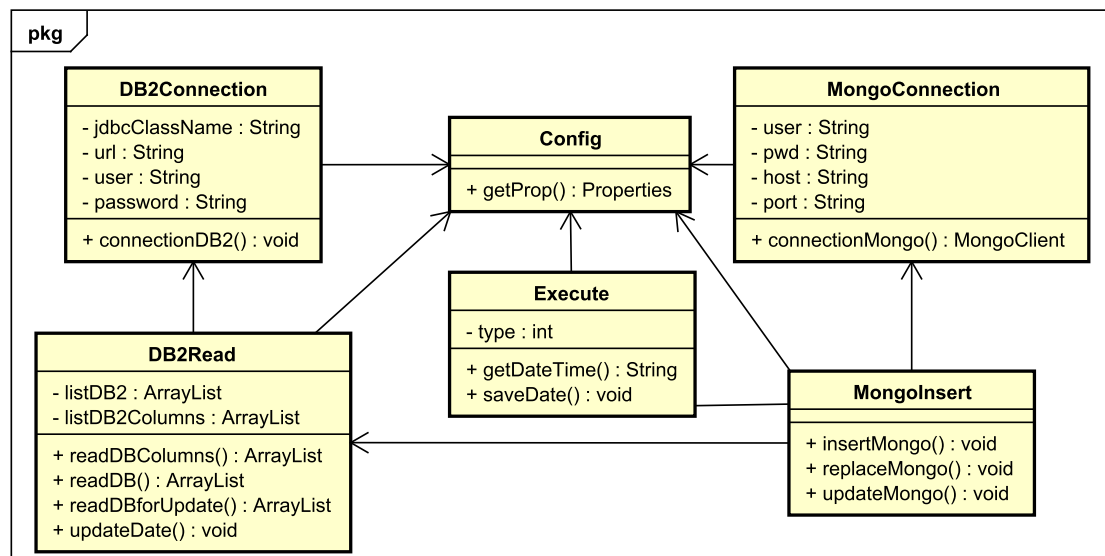 pkg
DB2Connection
- jdbcClassName : String
- url : String
- user : String
- password : String
+ connectionDB2() : void
Config
+ getProp() : Properties
MongoConnection
- user : String
- pwd : String
- host : String
- port : String
+ connectionMongo() : MongoClient
Execute
- type : int
+ getDateTime() : String
+ saveDate() : void
DB2Read
- listDB2 : ArrayList
- listDB2Columns : ArrayList
+ readDBColumns() : ArrayList
+ readDB() : ArrayList
+ readDBforUpdate() : ArrayList
+ updateDate() : void
MongoInsert
+ insertMongo() : void
+ replaceMongo() : void
+ updateMongo() : void